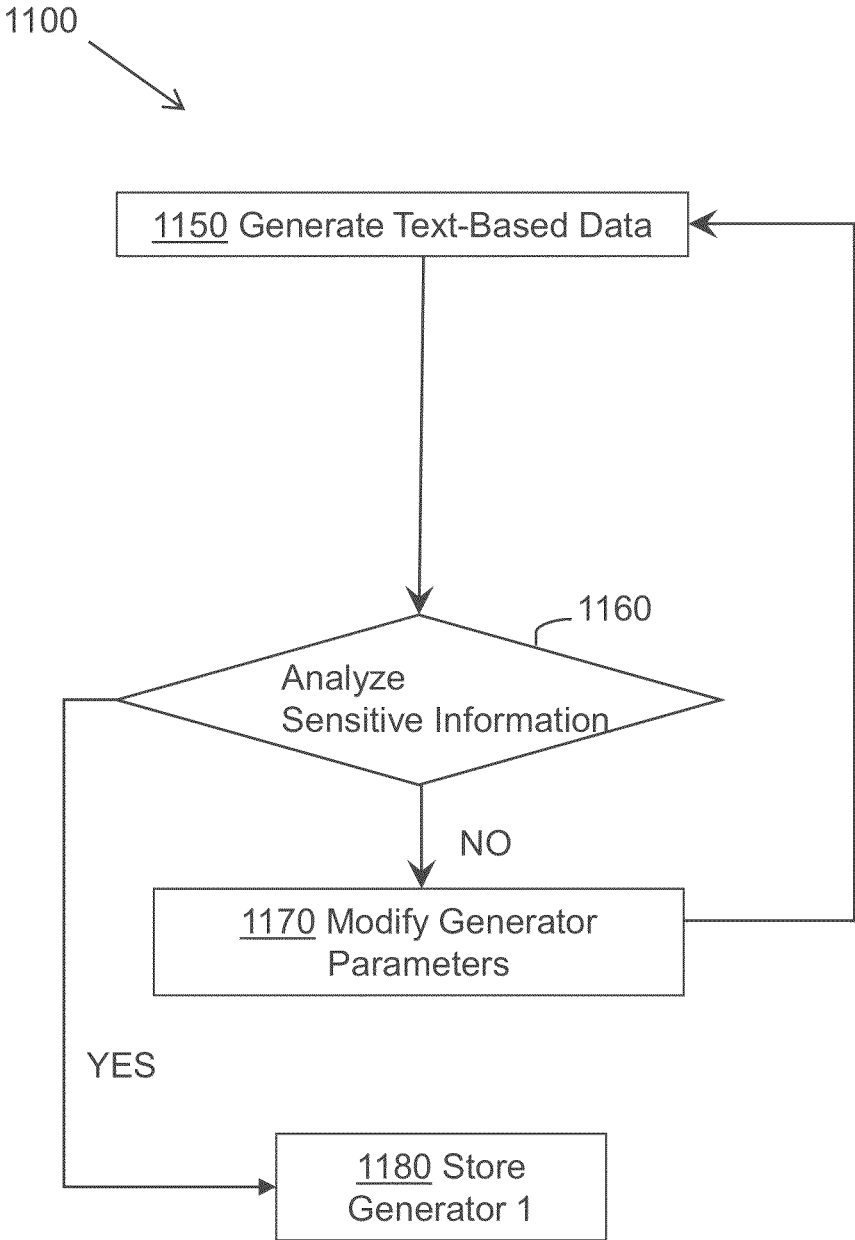 1100
1150 Generate Text-Based Data
1160
Analyze
Sensitive Information
NO
1170 Modify Generator
Parameters
YES
1180 Store
Generator 1